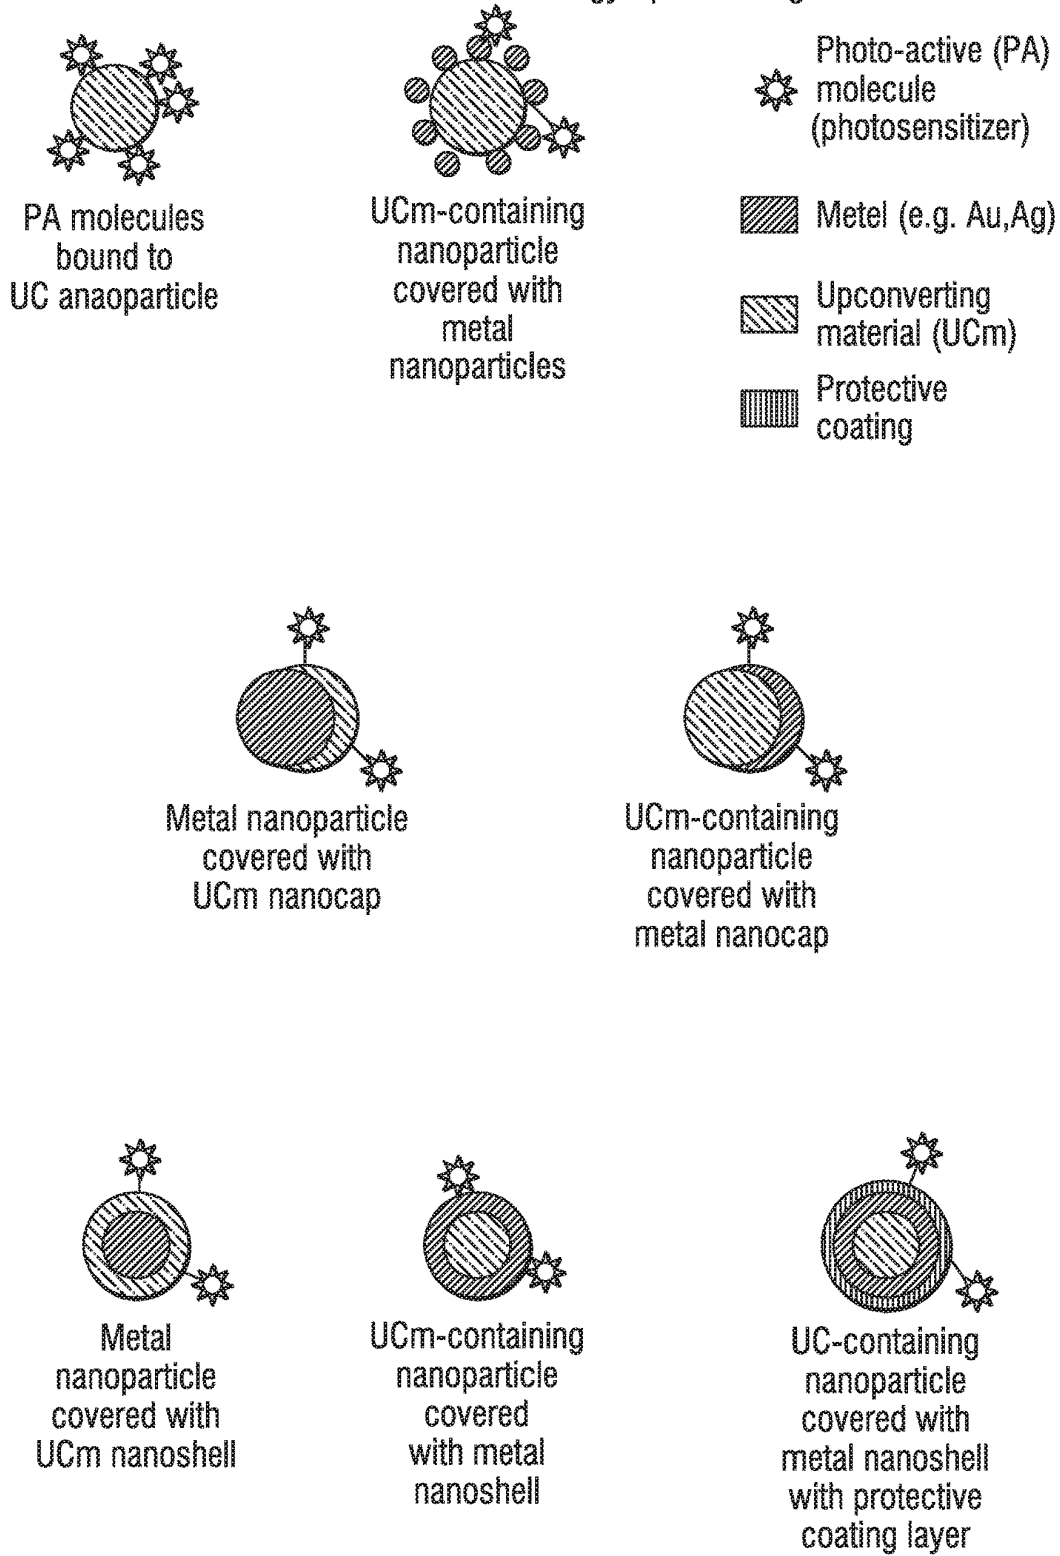 PA molecules
bound to
UC anaoparticle
UCm-containing
nanoparticle
covered with
metal
nanoparticles
Photo-active (PA)
molecule
(photosensitizer)
Metel (e.g. Au,Ag)
Upconverting
material (UCm)
Protective
coating
Metal nanoparticle
covered with
UCm nanocap
UCm-containing
nanoparticle
covered with
metal nanocap
Metal
nanoparticle
covered with
UCm nanoshell
UCm-containing
nanoparticle
covered
with metal
nanoshell
UC-containing
nanoparticle
covered with
metal nanoshell
with protective
coating layer